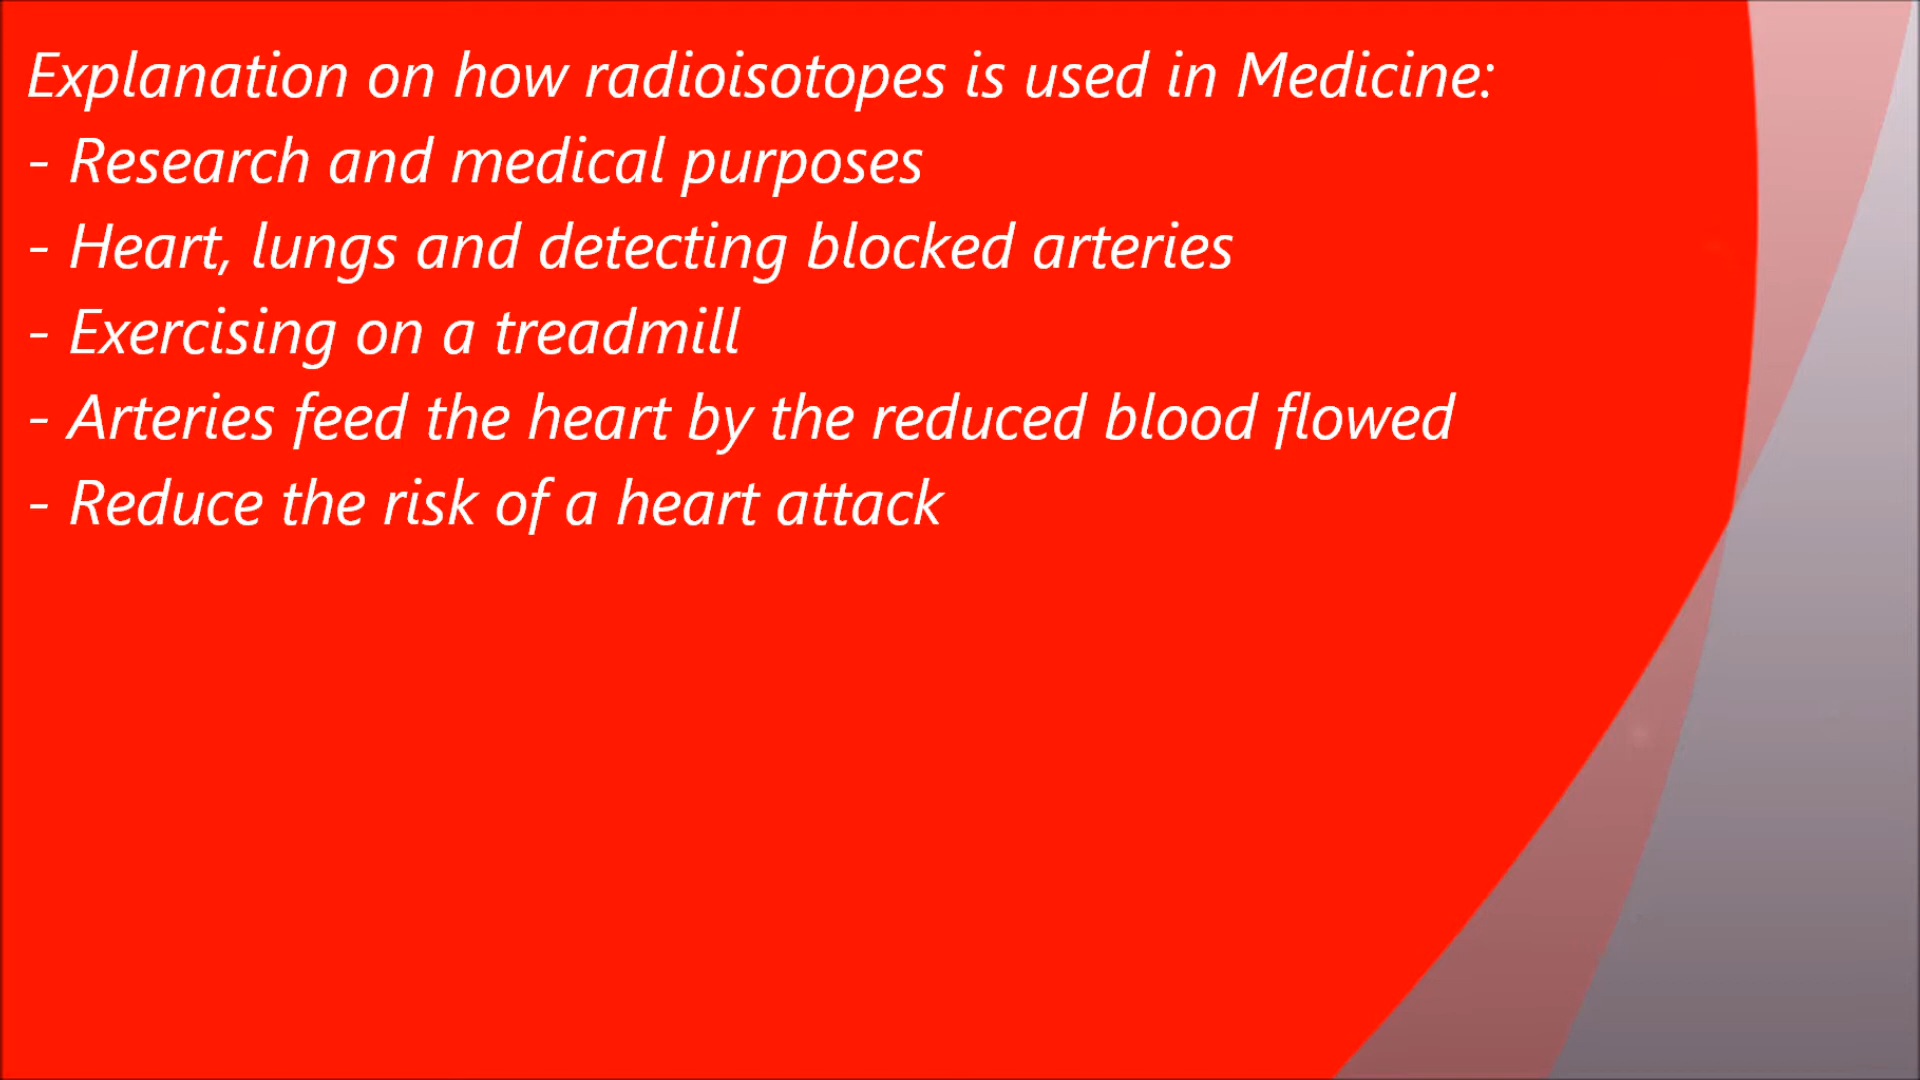 Explanation on how radioisotopes is used in Medicine:
- Research and medical purposes
- Heart, lungs and detecting blocked arteries
- Exercising on a treadmill
- Arteries feed the heart by the reduced blood flowed
- Reduce the risk of a heart attack